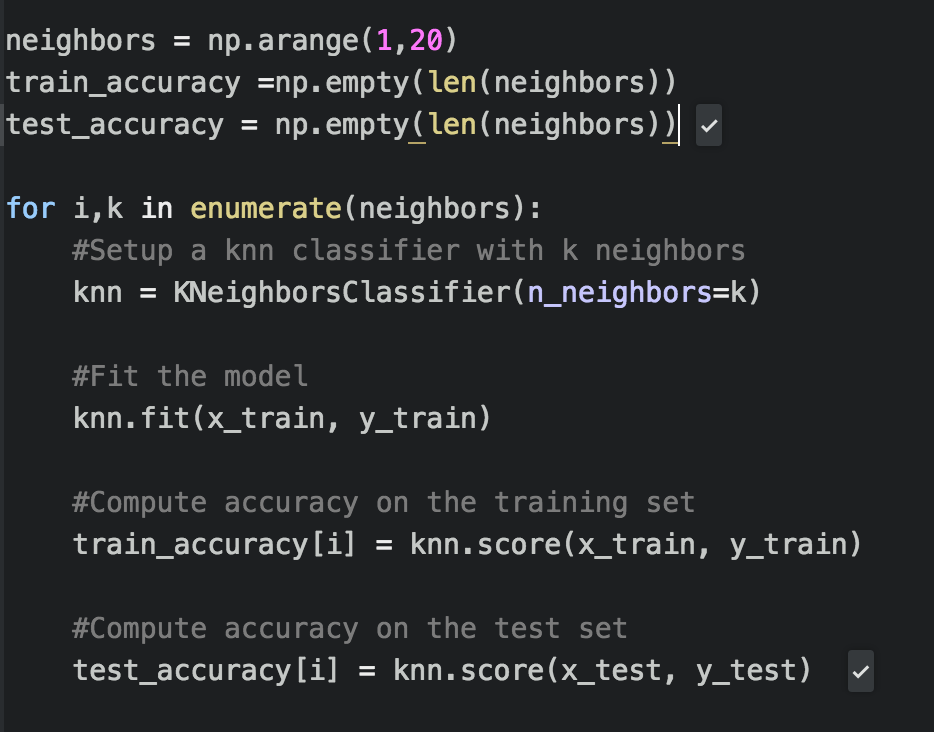 neighbors = np.arange(1,20)
train_accuracy =np.empty(len(neighbors))
test_accuracy = np.empty(len(neighbors))
for i,k in enumerate(neighbors):
    #Setup a knn classifier with k neighbors
    knn = KNeighborsClassifier(n_neighbors=k)
    #Fit the model
    knn.fit(x_train, y_train)
    #Compute accuracy on the training set
    train_accuracy[i] = knn.score(x_train, y_train)
    #Compute accuracy on the test set
    test_accuracy[i] = knn.score(x_test, y_test)